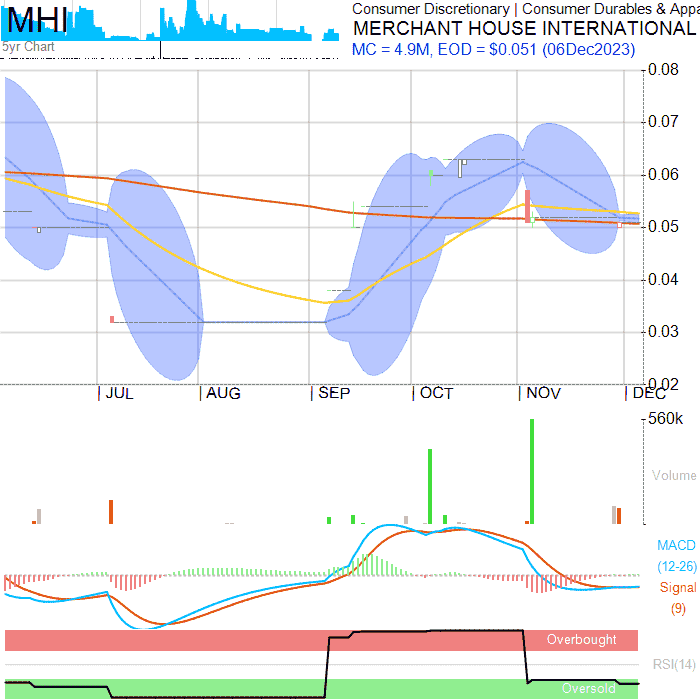 MHI
5yr Chart
Consumer Discretionary | Consumer Durables & Appa
MERCHANT HOUSE INTERNATIONAL
MC = 4.9M, EOD = $0.051 (06Dec2023)
0.08
0.07
0.06
0.05
0.04
0.03
0.02
JUL AUG SEP OCT NOV DEC
560k
Volume
MACD
(12-26)
Signal
(9)
Overbought
RSI(14)
Oversold